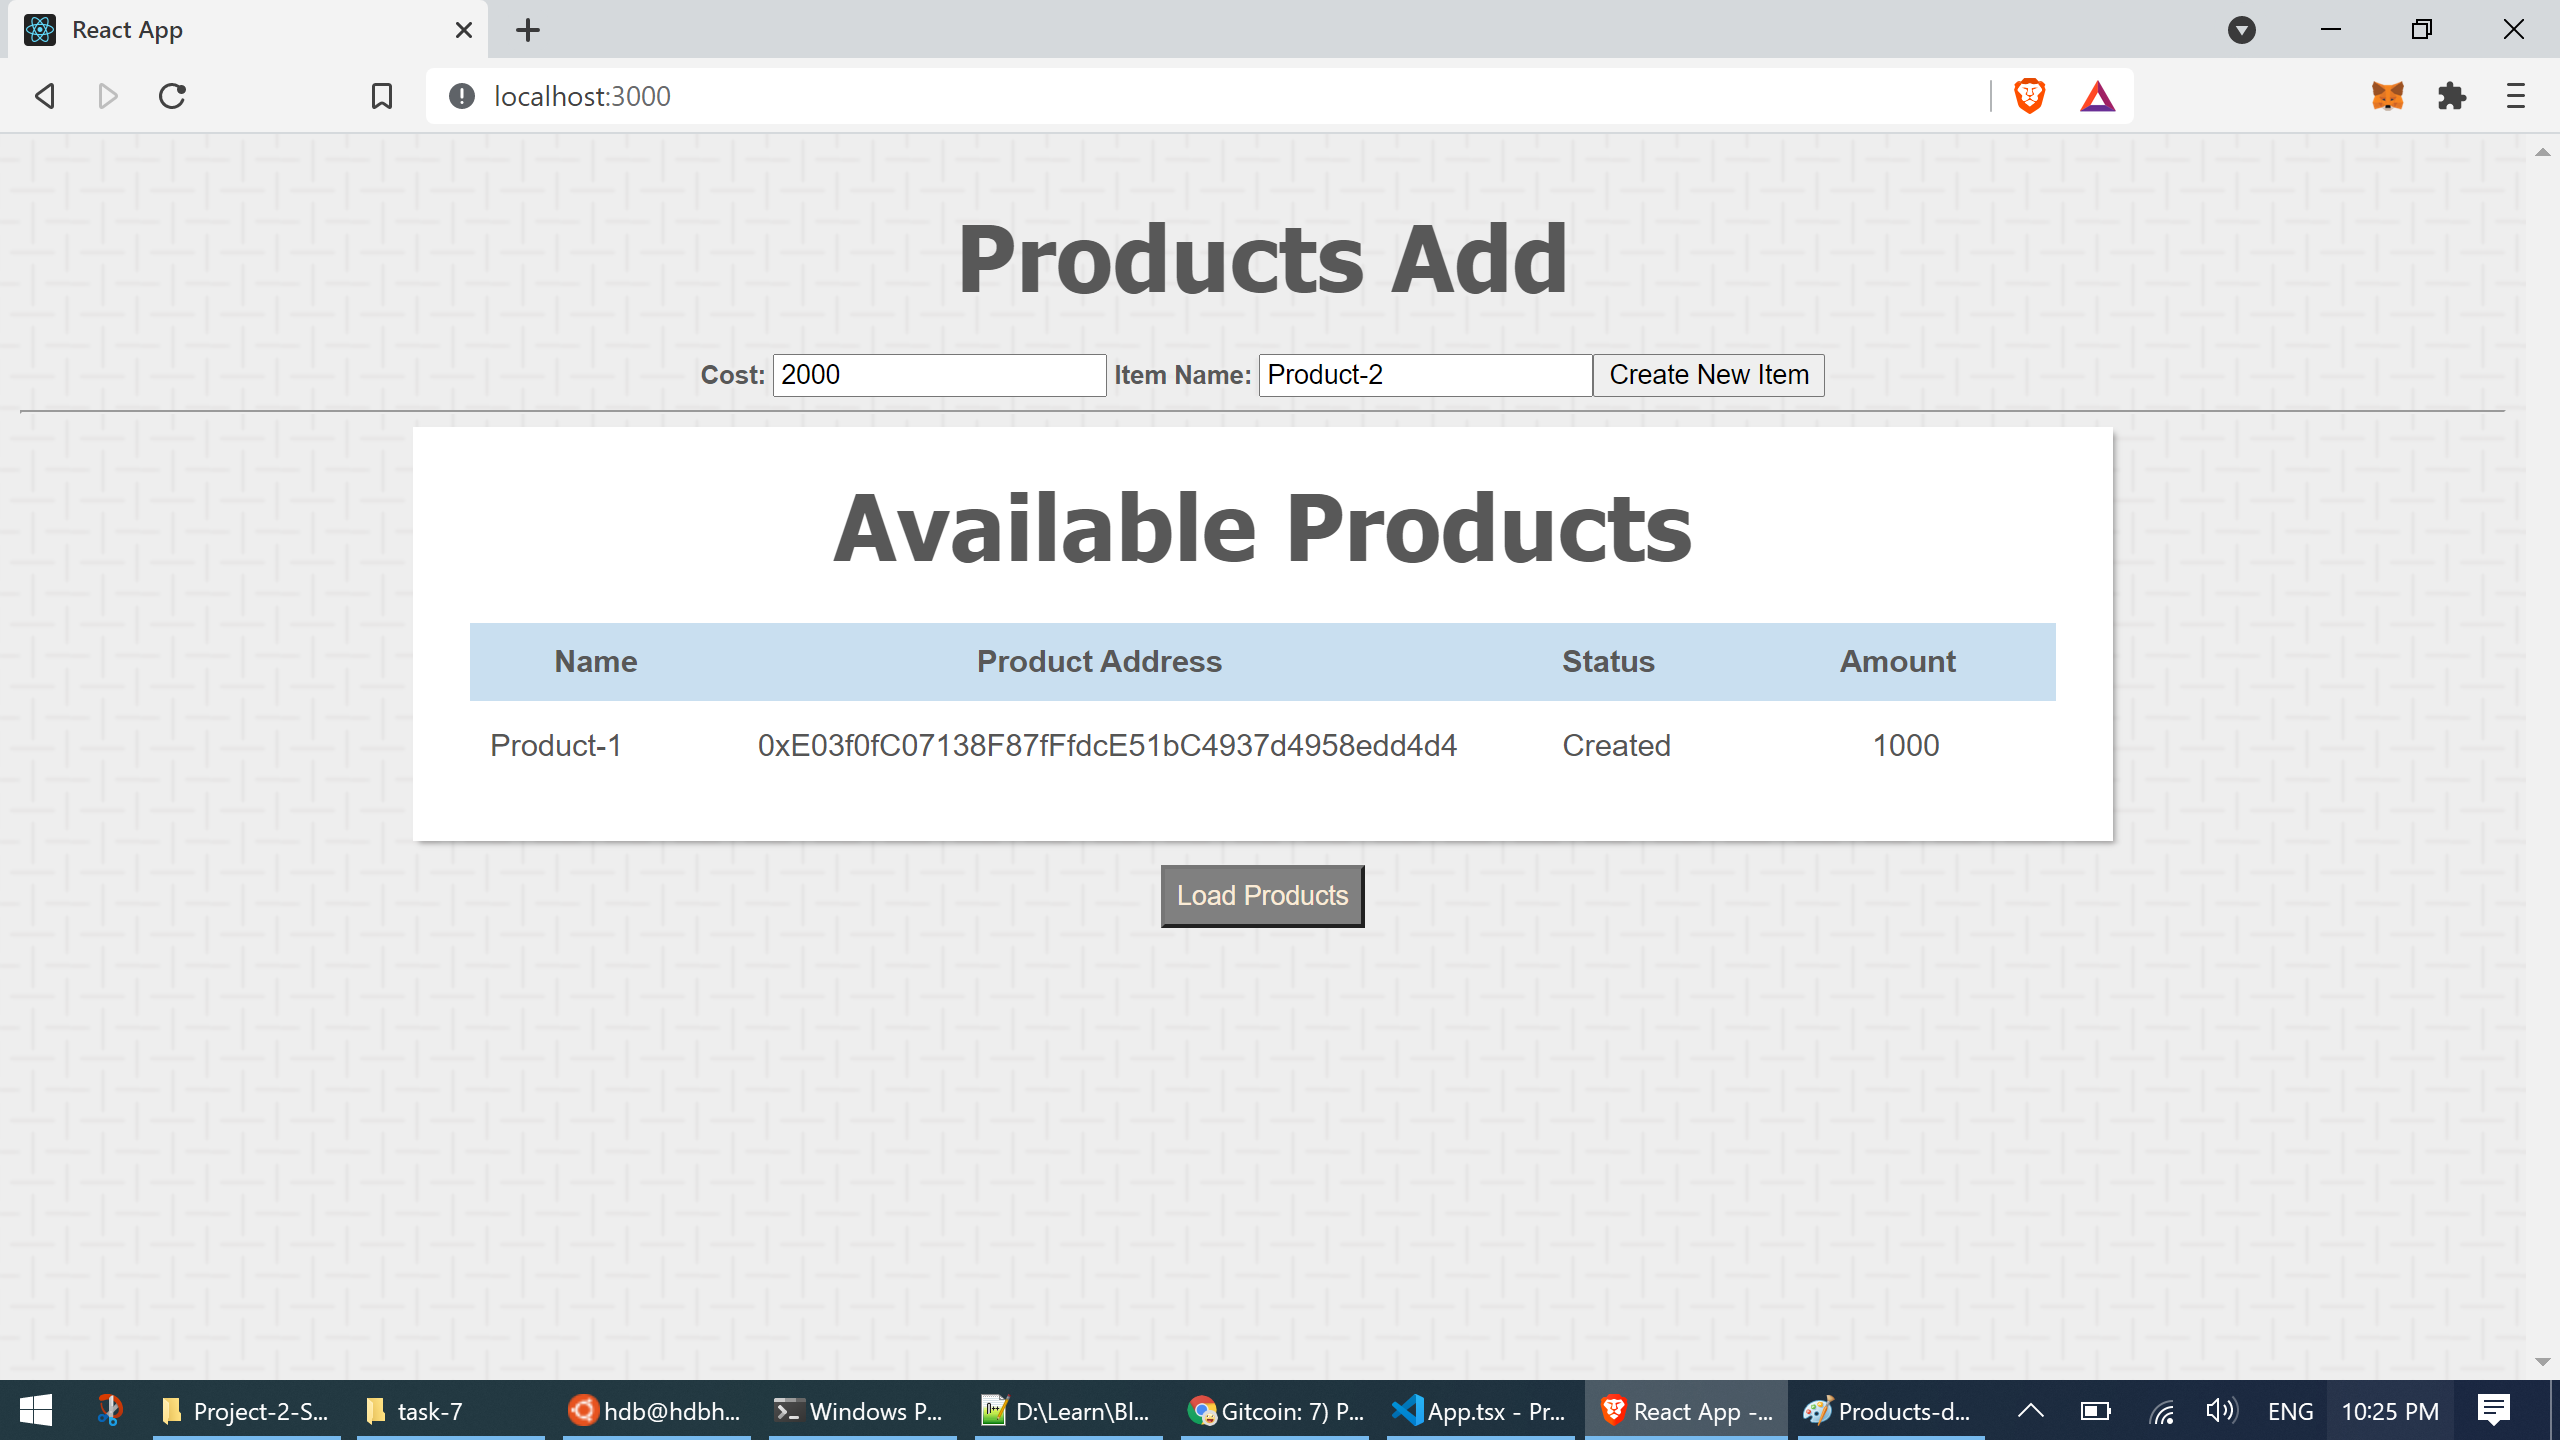 React App
localhost:3000
Products Add
Cost: 2000 Item Name: Product-2 Create New Item
Available Products
Name Product Address Status Amount
Product-1 0xE03f0fC07138F87fFfdcE51bC4937d4958edd4d4 Created 1000
Load Products
Project-2-S... task-7 hdb@hdbh... Windows P... D:\Learn\Bl... Gitcoin: 7) P... App.tsx - Pr... React App -... Products-d... ENG 10:25 PM